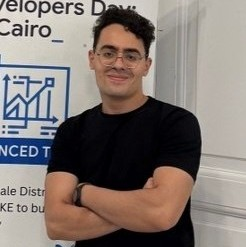 velopers Day:
Cairo_
NCED T
ale Distr
KE to bu